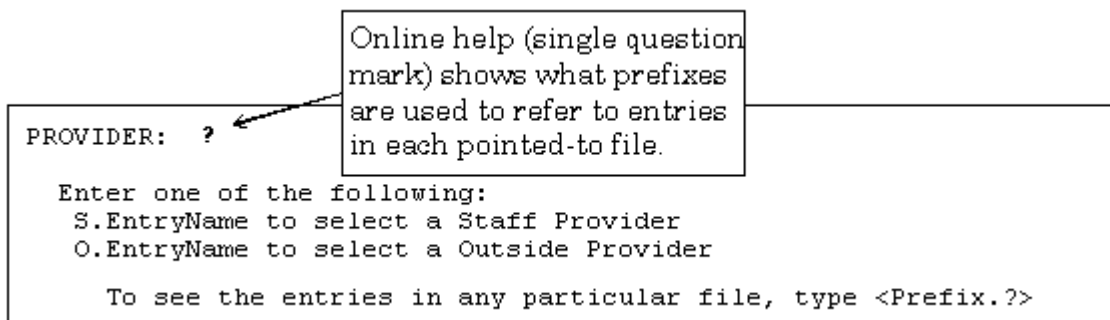 Online help (single question
mark) shows what prefixes
are used to refer to entries
in each pointed-to file.
PROVIDER: ?
Enter one of the following:
S.EntryName to select a Staff Provider
O.EntryName to select a Outside Provider
To see the entries in any particular file, type <Prefix.?>